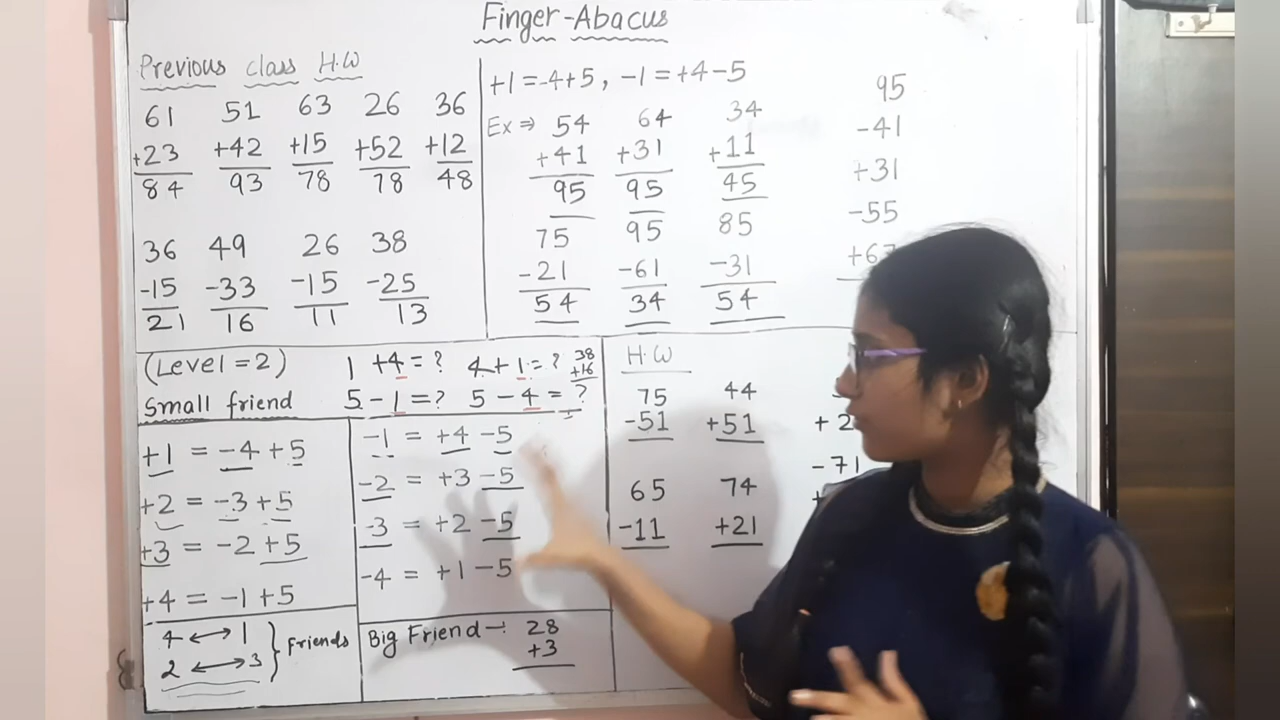 Finger-Abacus
Previous class H.W
61 51 63 26 36
+23 +42 +15 +52 +12
84 93 78 78 48
36 49 26 38
-15 -33 -15 -25
21 16 11 13
+1 = -4+5, -1 = +4-5
Ex ⇒ 54 64 34
+41 +31 +11
95 95 45
75 95 85
-21 -61 -31
54 34 54
95
-41
+31
-55
(Level = 2) 1 +4 = ? 4+1 = ? 38
+16
Small friend 5 - 1 = ? 5 - 4 = ? ?
+1 = -4 +5
+2 = -3 +5
+3 = -2 +5
+4 = -1 +5
-1 = +4 -5
-2 = +3 -5
-3 = +2 -5
-4 = +1 -5
4 ↔ 1
2 ↔ 3
} Friends
Big Friend -: 28
+3
H.W
75 44
-51 +51
65 74
-11 +21
-71